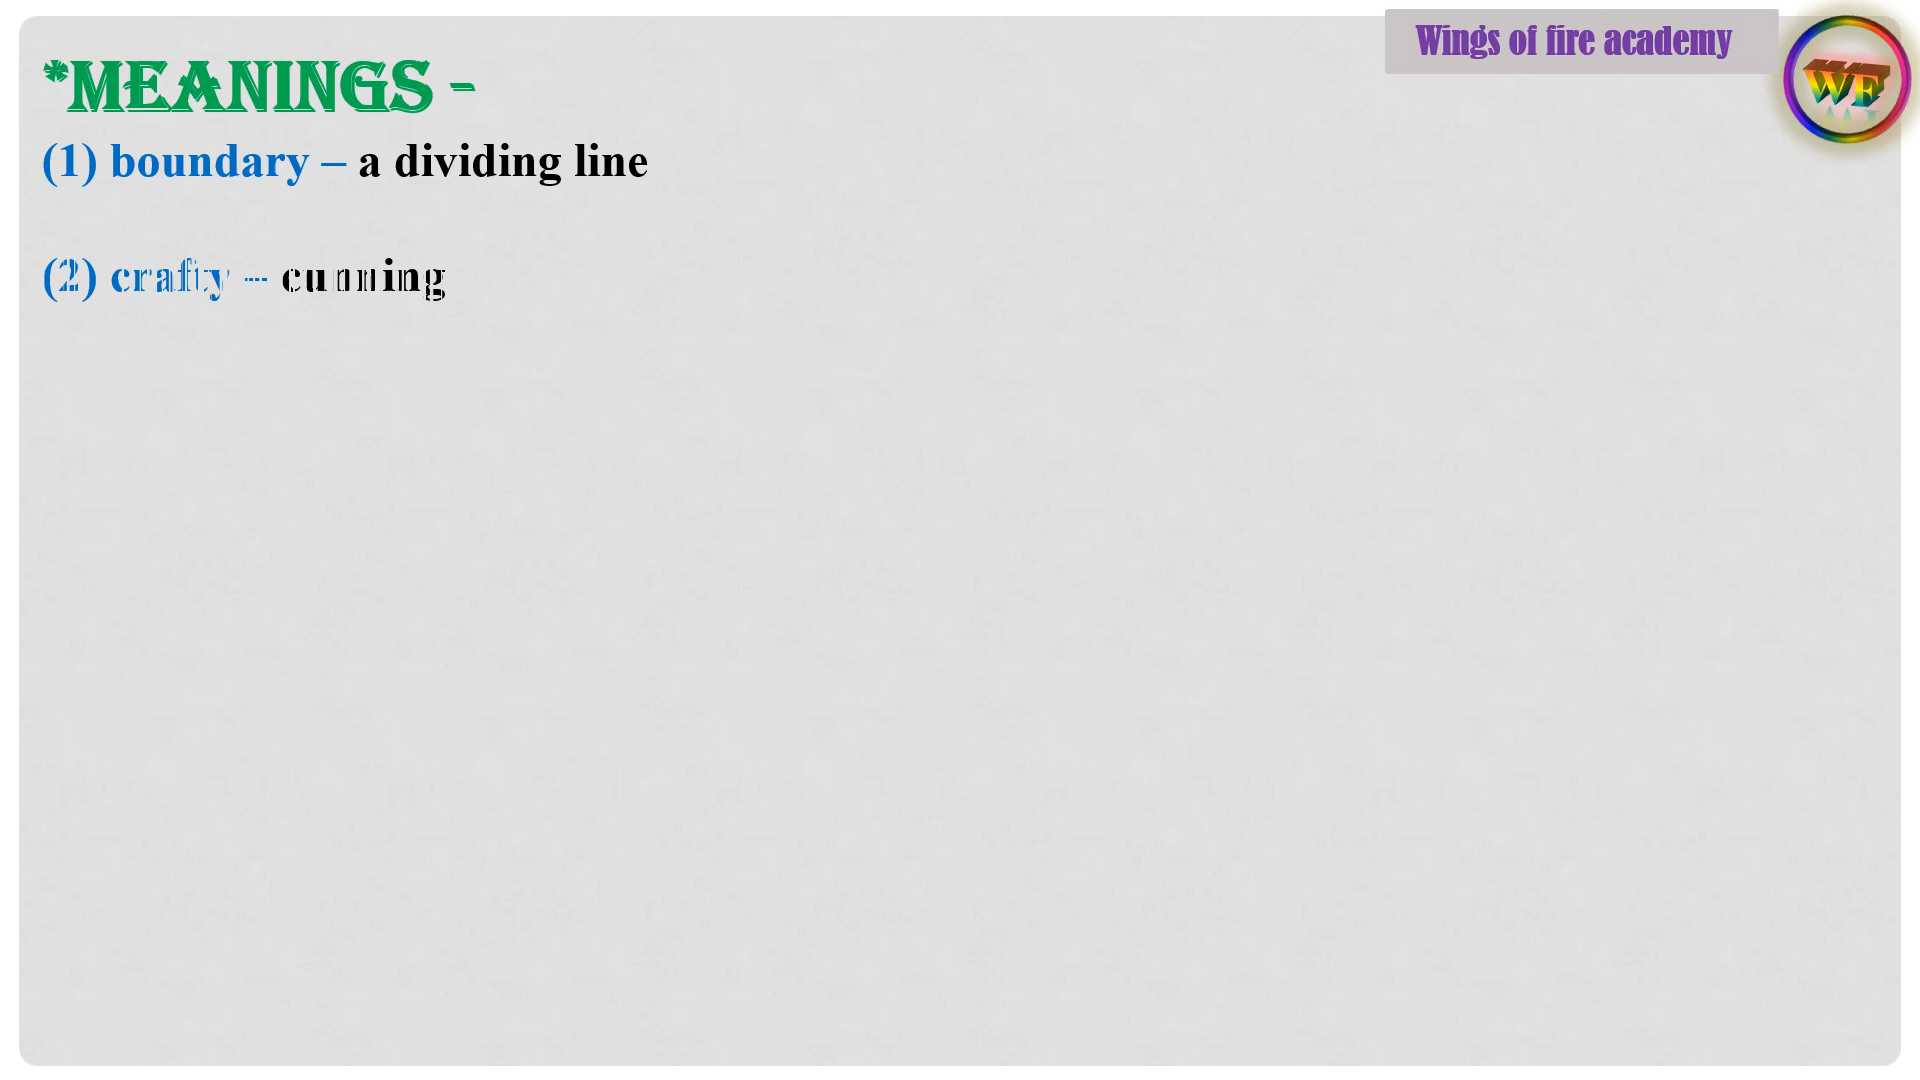 Wings of fire academy
WF
*MEANINGS -
(1) boundary – a dividing line
(2) crafty – cunning